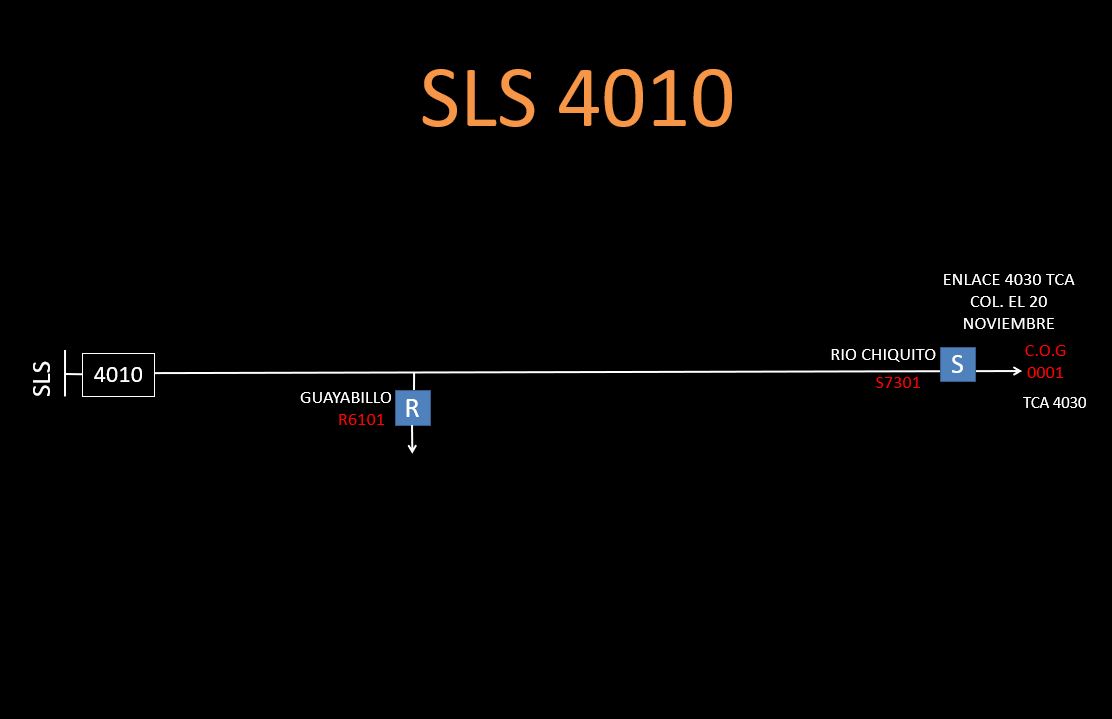 SLS 4010
ENLACE 4030 TCA
COL. EL 20
NOVIEMBRE
SLS
4010
RIO CHIQUITO
S7301
S
C.O.G
0001
TCA 4030
GUAYABILLO
R6101
R